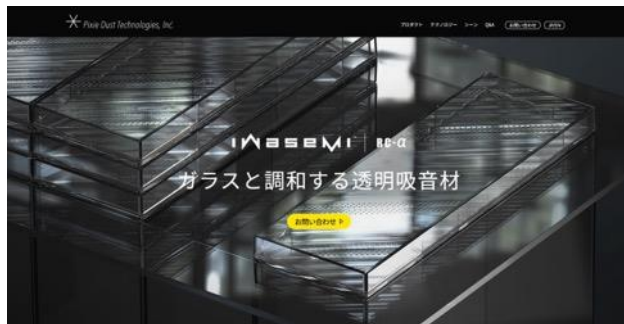 Pixie Dust Technologies, Inc.
プロダクト テクノロジー シーン Q&A お問い合わせ
iwasemi RC-α
ガラスと調和する透明吸音材
お問い合わせ